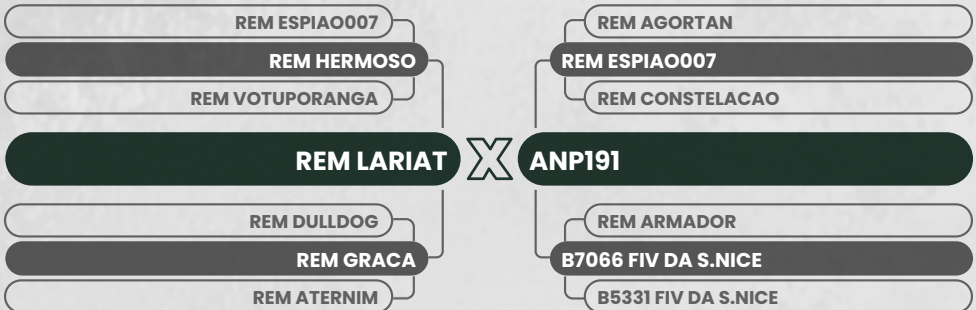 REM ESPIAO007
REM HERMOSO
REM VOTUPORANGA
REM LARIAT
REM DULLDOG
REM GRACA
REM ATERNIM
X
REM AGORTAN
REM ESPIAO007
REM CONSTELACAO
ANP191
REM ARMADOR
B7066 FIV DA S.NICE
B5331 FIV DA S.NICE